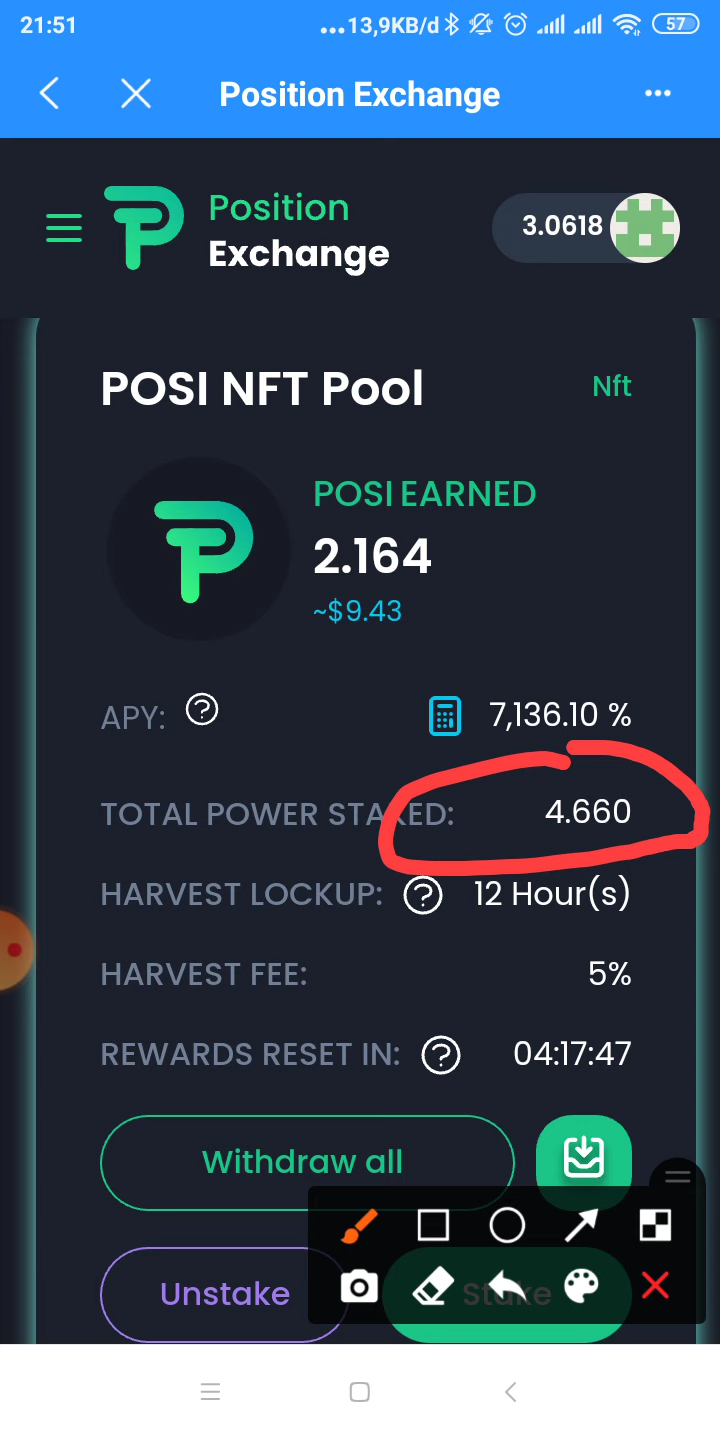 21:51 ...13,9KB/d 57
Position Exchange
Position
Exchange
3.0618
POSI NFT Pool
Nft
POSI EARNED
2.164
~$9.43
APY: ? 7,136.10 %
TOTAL POWER STAKED: 4.660
HARVEST LOCKUP: ? 12 Hour(s)
HARVEST FEE: 5%
REWARDS RESET IN: ? 04:17:47
Withdraw all
Unstake
Stake